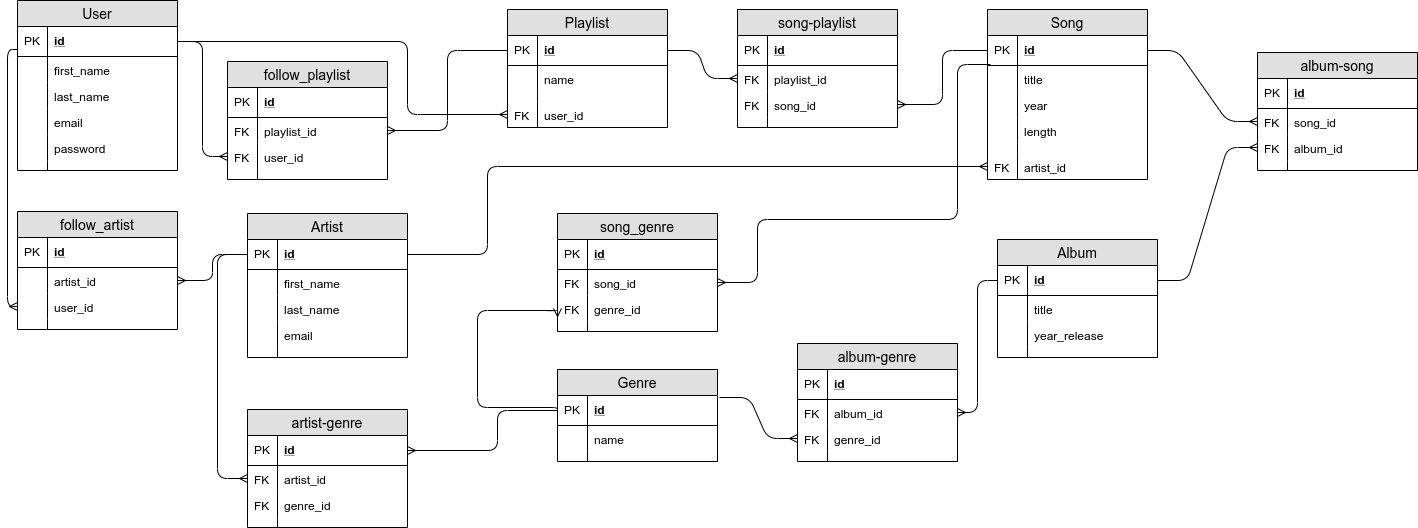 User
PK id
first_name
last_name
email
password
follow_playlist
PK id
FK playlist_id
FK user_id
Playlist
PK id
name
FK user_id
song-playlist
PK id
FK playlist_id
FK song_id
Song
PK id
title
year
length
FK artist_id
album-song
PK id
FK song_id
FK album_id
follow_artist
PK id
artist_id
user_id
Artist
PK id
first_name
last_name
email
song_genre
PK id
FK song_id
FK genre_id
Album
PK id
title
year_release
artist-genre
PK id
FK artist_id
FK genre_id
Genre
PK id
name
album-genre
PK id
FK album_id
FK genre_id